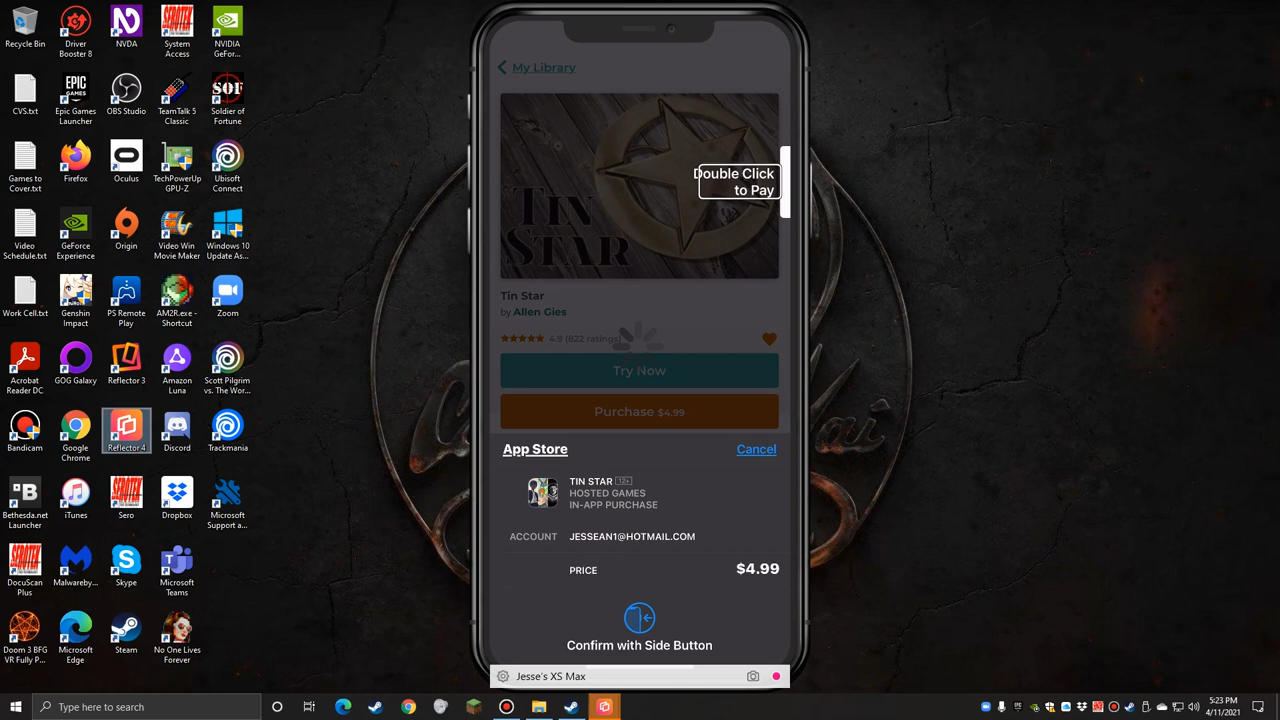 Recycle Bin
Driver Booster 8
NVDA
System Access
NVIDIA GeFor...
CVS.txt
Epic Games Launcher
OBS Studio
TeamTalk 5 Classic
Soldier of Fortune
Games to Cover.txt
Firefox
Oculus
TechPowerUp GPU-Z
Ubisoft Connect
Video Schedule.txt
GeForce Experience
Origin
Video Win Movie Maker
Windows 10 Update As...
Work Cell.txt
Genshin Impact
PS Remote Play
AM2R.exe - Shortcut
Zoom
Acrobat Reader DC
GOG Galaxy
Reflector 3
Amazon Luna
Scott Pilgrim vs. The Wor...
Bandicam
Google Chrome
Reflector 4
Discord
Trackmania
Bethesda.net Launcher
iTunes
Sero
Dropbox
Microsoft Support a...
DocuScan Plus
Malwareby...
Skype
Microsoft Teams
Doom 3 BFG VR Fully P...
Microsoft Edge
Steam
No One Lives Forever
My Library
TIN
STAR
Double Click
to Pay
Tin Star
by Allen Gies
4.9 (822 ratings)
Try Now
Purchase $4.99
App Store
Cancel
TIN STAR 12+
HOSTED GAMES
IN-APP PURCHASE
ACCOUNT JESSEAN1@HOTMAIL.COM
PRICE $4.99
Confirm with Side Button
Jesse's XS Max
Type here to search
5:23 PM
4/11/2021